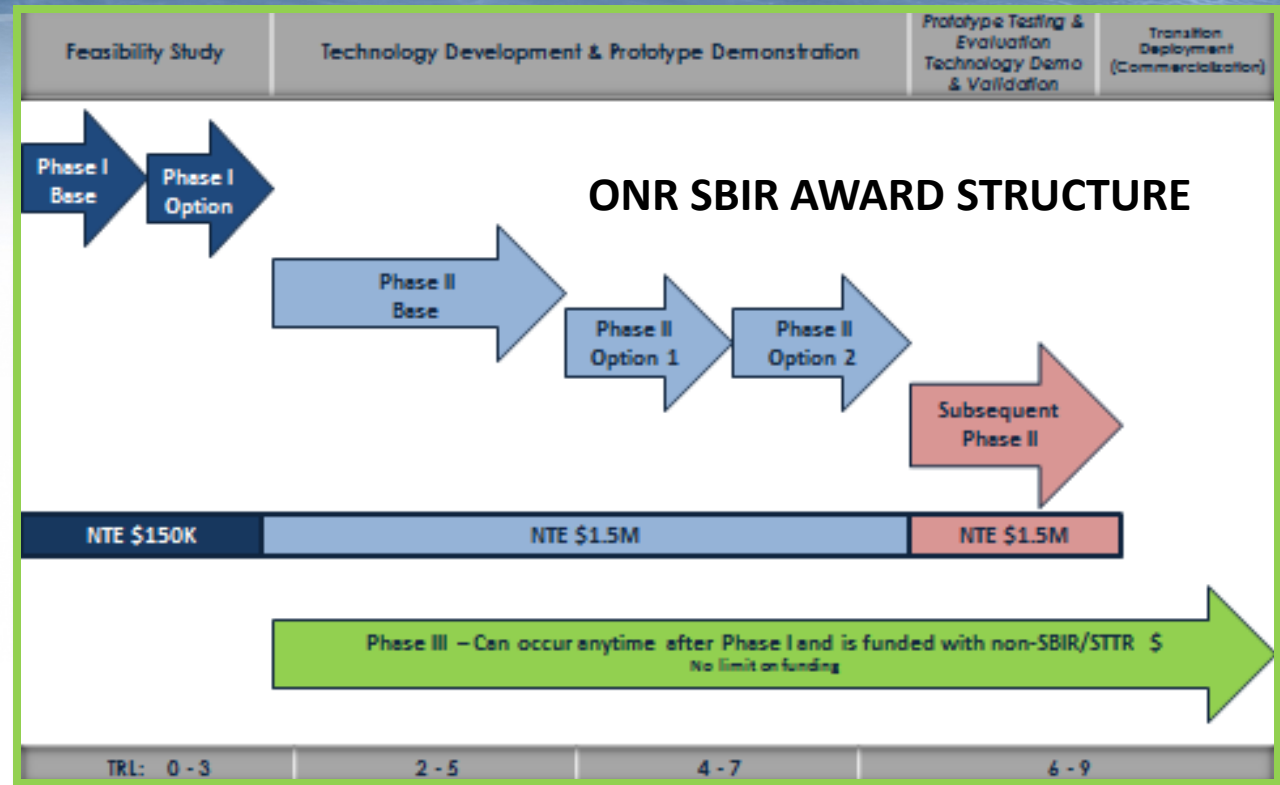 Feasibility Study
Technology Development & Prototype Demonstration
Prototype Testing &
Evaluation
Technology Demo
& Validation
Transition
Deployment
(Commercialization)
Phase I
Base
Phase I
Option
ONR SBIR AWARD STRUCTURE
Phase II
Base
Phase II
Option 1
Phase II
Option 2
Subsequent
Phase II
NTE $150K
NTE $1.5M
NTE $1.5M
Phase III – Can occur anytime after Phase I and is funded with non-SBIR/STTR $
No limit on funding
TRL: 0 - 3
2 - 5
4 - 7
6 - 9